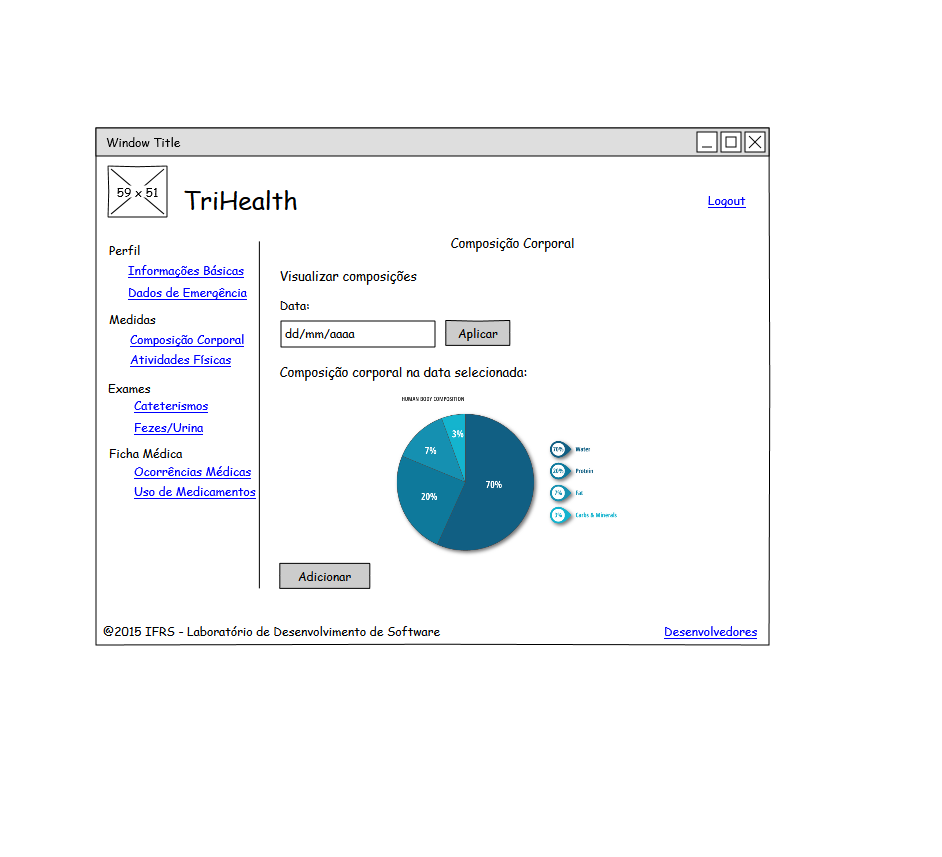 Window Title
59 x 51
TriHealth
Logout
Perfil
Informações Básicas
Dados de Emergência
Medidas
Composição Corporal
Atividades Físicas
Exames
Cateterismos
Fezes/Urina
Ficha Médica
Ocorrências Médicas
Uso de Medicamentos
Composição Corporal
Visualizar composições
Data:
dd/mm/aaaa
Aplicar
Composição corporal na data selecionada:
HUMAN BODY COMPOSITION
3%
7%
20%
70%
70% Water
20% Protein
7% Fat
3% Carbs & Minerals
Adicionar
@2015 IFRS - Laboratório de Desenvolvimento de Software
Desenvolvedores